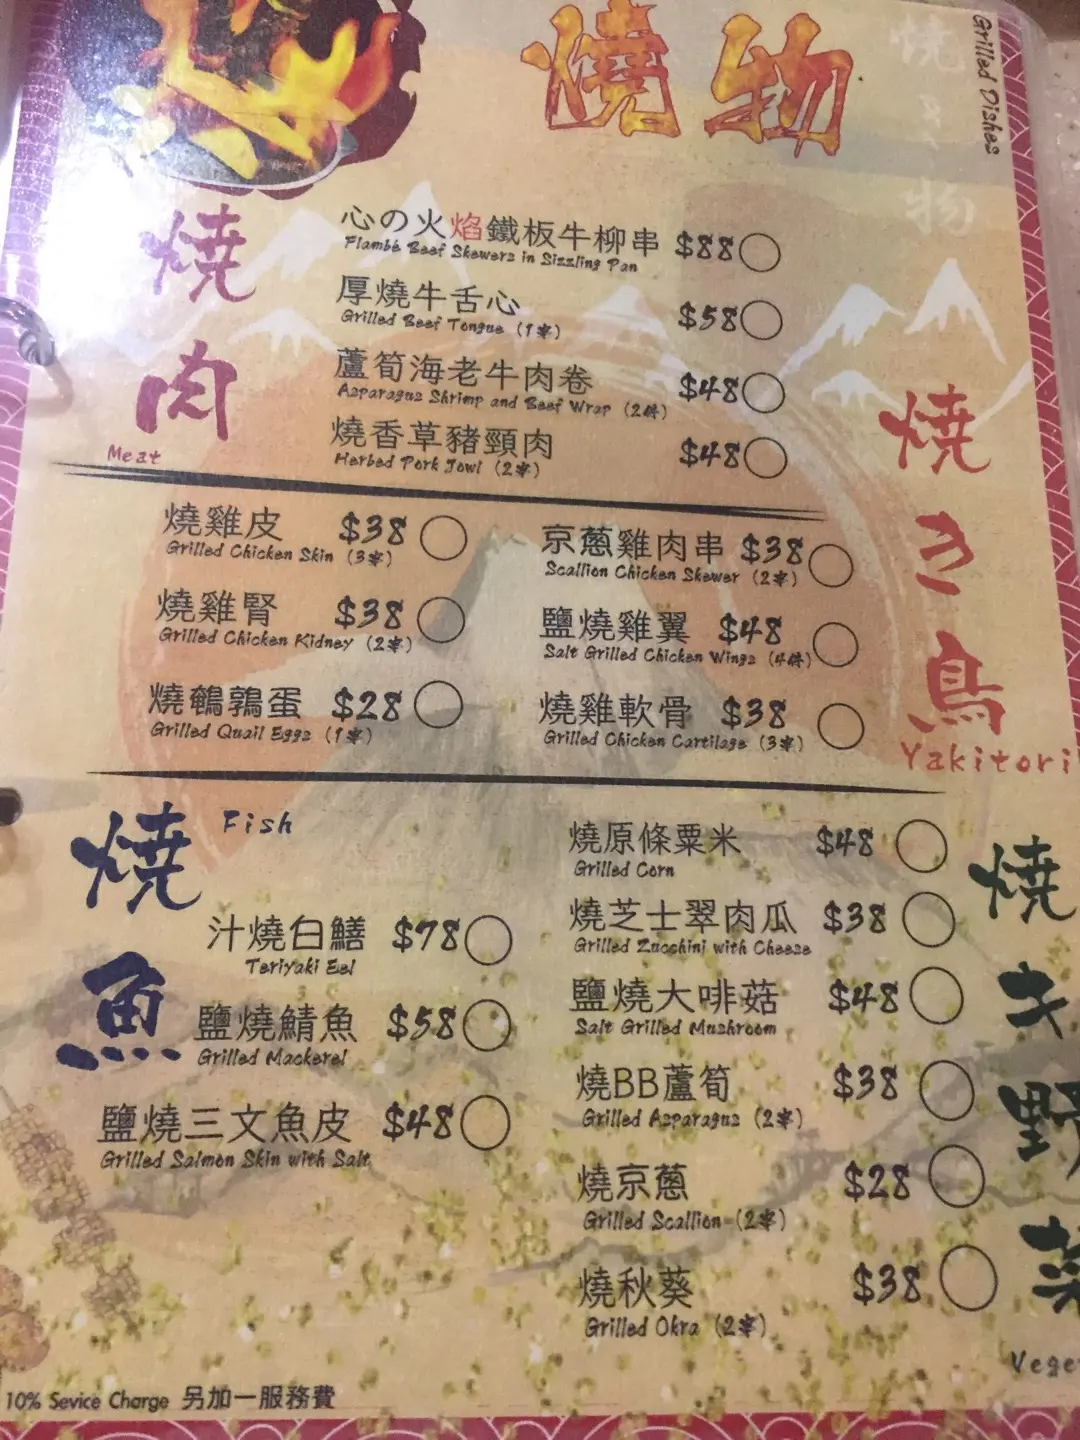 燒物
Grilled Dishes
燒き物
燒肉
Meat
心の火焰鐵板牛柳串 $88
Flambé Beef Skewers in Sizzling Pan
厚燒牛舌心 $58
Grilled Beef Tongue (1串)
蘆筍海老牛肉卷 $48
Asparagus Shrimp and Beef Wrap (2件)
燒香草豬頸肉 $48
Herbed Pork Jowl (2串)
燒き鳥
Yakitori
燒雞皮 $38
Grilled Chicken Skin (3串)
燒雞腎 $38
Grilled Chicken Kidney (2串)
燒鵪鶉蛋 $28
Grilled Quail Eggs (1串)
京蔥雞肉串 $38
Scallion Chicken Skewer (2串)
鹽燒雞翼 $48
Salt Grilled Chicken Wings (4件)
燒雞軟骨 $38
Grilled Chicken Cartilage (3串)
燒魚
Fish
汁燒白鱔 $78
Teriyaki Eel
鹽燒鯖魚 $58
Grilled Mackerel
鹽燒三文魚皮 $48
Grilled Salmon Skin with Salt
燒キ野菜
Veget
燒原條粟米 $48
Grilled Corn
燒芝士翠肉瓜 $38
Grilled Zucchini with Cheese
鹽燒大啡菇 $48
Salt Grilled Mushroom
燒BB蘆筍 $38
Grilled Asparagus (2串)
燒京蔥 $28
Grilled Scallion (2串)
燒秋葵 $38
Grilled Okra (2串)
10% Sevice Charge 另加一服務費